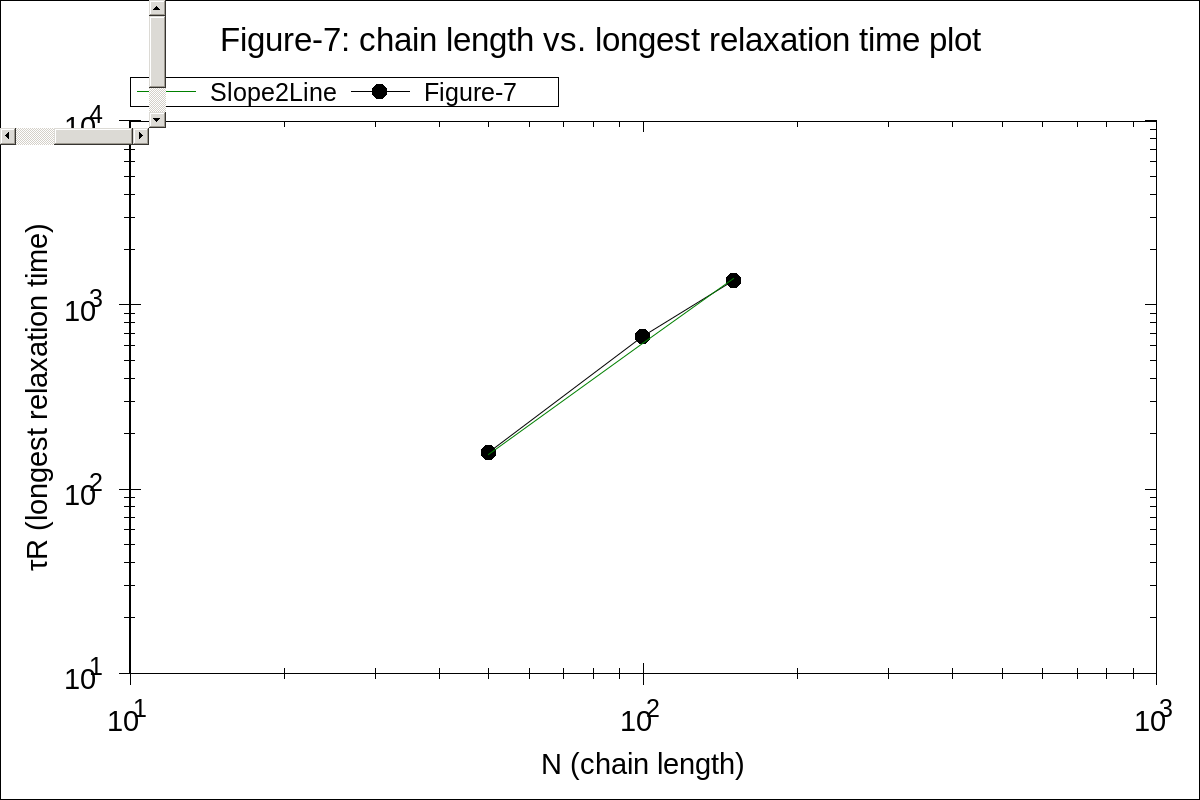 Figure-7: chain length vs. longest relaxation time plot
Slope2Line Figure-7
10^4
10^3
10^2
10^1
τR (longest relaxation time)
10^1 10^2 10^3
N (chain length)